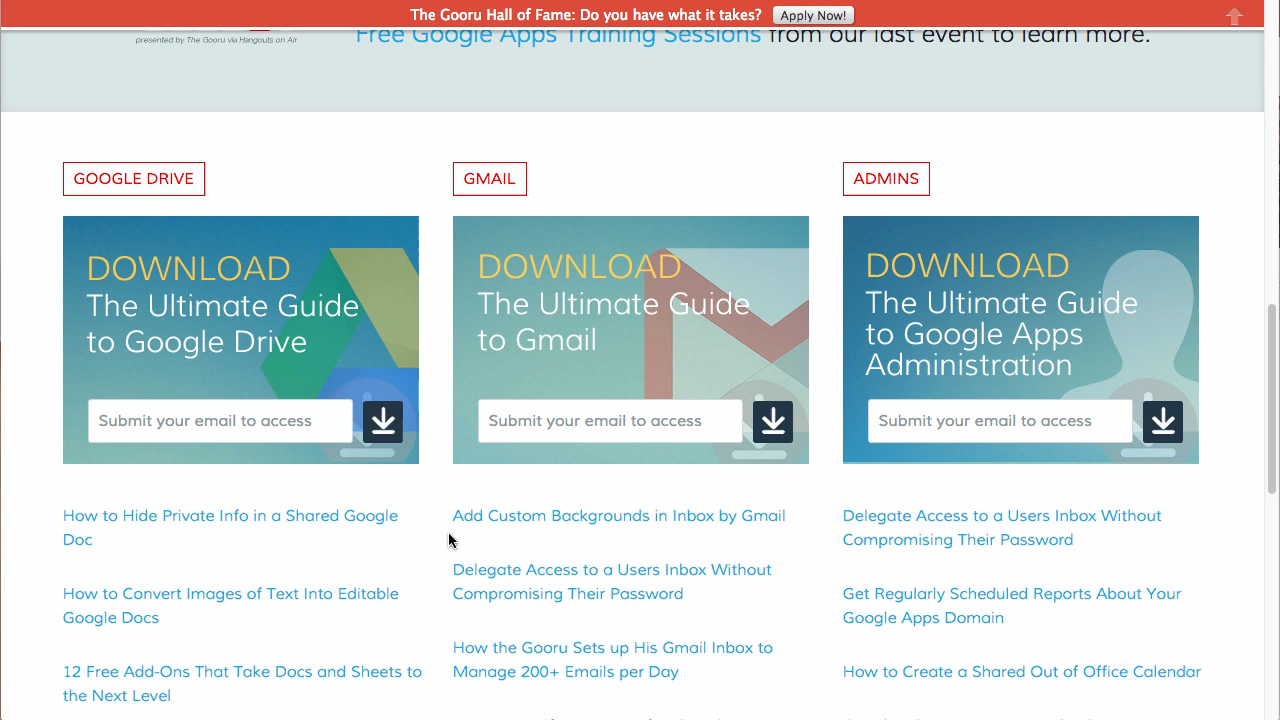 The Gooru Hall of Fame: Do you have what it takes? Apply Now!
presented by The Gooru via Hangouts on Air
Free Google Apps Training Sessions from our last event to learn more.
GOOGLE DRIVE
DOWNLOAD
The Ultimate Guide
to Google Drive
Submit your email to access
How to Hide Private Info in a Shared Google
Doc
How to Convert Images of Text Into Editable
Google Docs
12 Free Add-Ons That Take Docs and Sheets to
the Next Level
GMAIL
DOWNLOAD
The Ultimate Guide
to Gmail
Submit your email to access
Add Custom Backgrounds in Inbox by Gmail
Delegate Access to a Users Inbox Without
Compromising Their Password
How the Gooru Sets up His Gmail Inbox to
Manage 200+ Emails per Day
ADMINS
DOWNLOAD
The Ultimate Guide
to Google Apps
Administration
Submit your email to access
Delegate Access to a Users Inbox Without
Compromising Their Password
Get Regularly Scheduled Reports About Your
Google Apps Domain
How to Create a Shared Out of Office Calendar